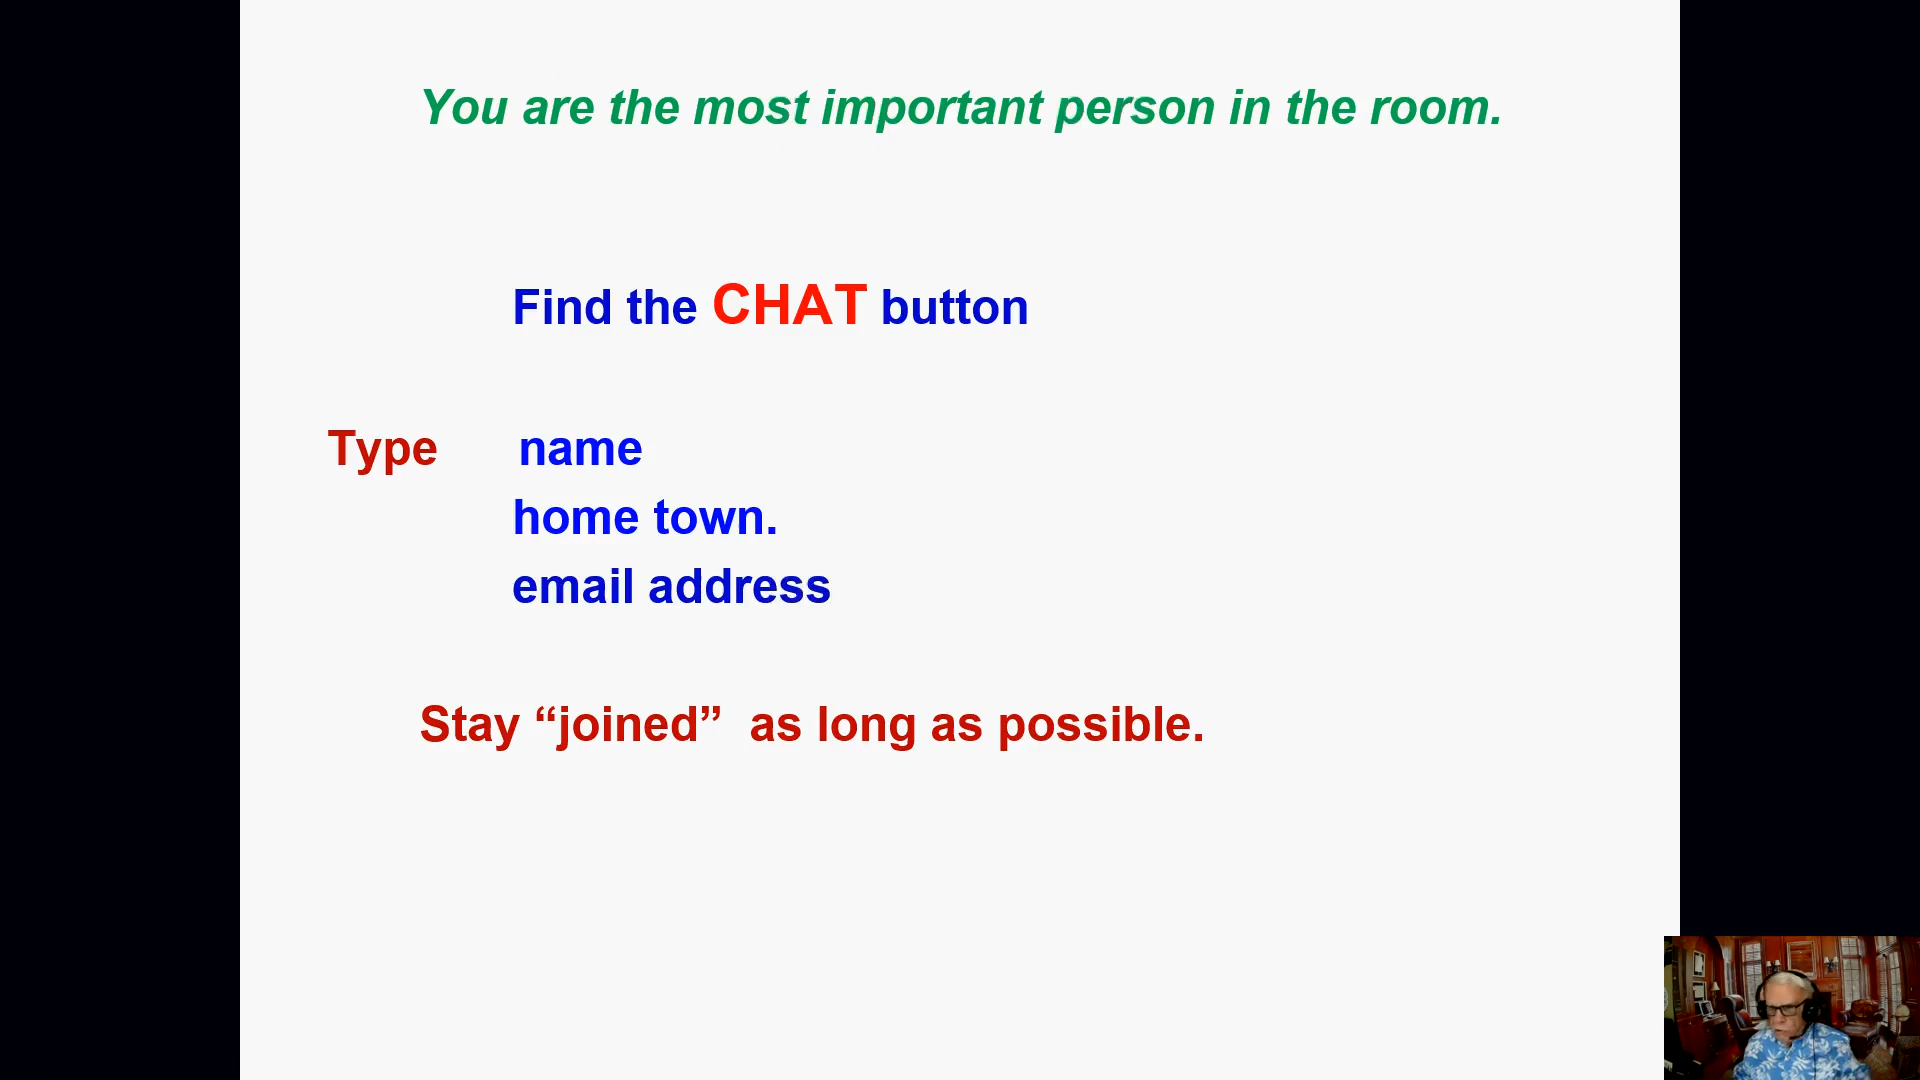 You are the most important person in the room.
Find the CHAT button
Type name
home town.
email address
Stay “joined” as long as possible.